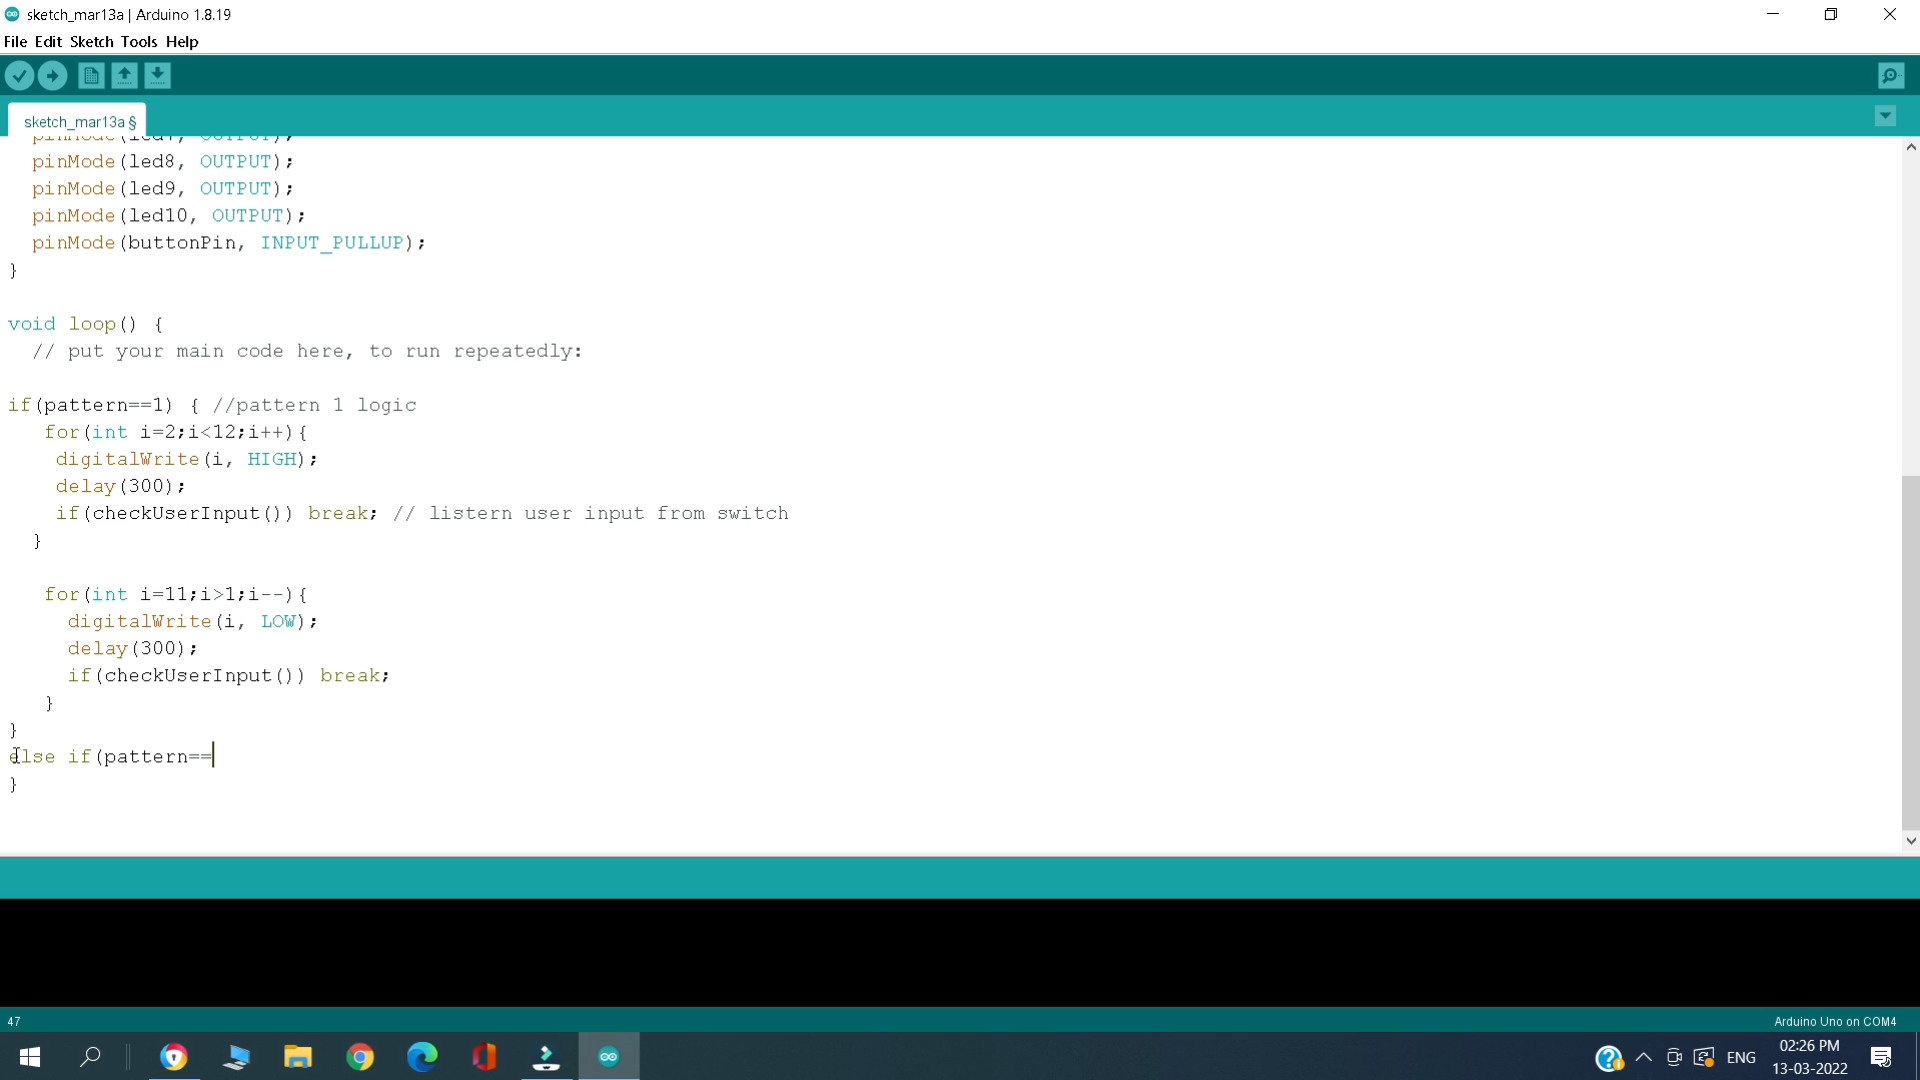 sketch_mar13a | Arduino 1.8.19
File Edit Sketch Tools Help
sketch_mar13a §
pinMode(led7, OUTPUT);
pinMode(led8, OUTPUT);
pinMode(led9, OUTPUT);
pinMode(led10, OUTPUT);
pinMode(buttonPin, INPUT_PULLUP);
}
void loop() {
// put your main code here, to run repeatedly:
if(pattern==1) { //pattern 1 logic
for(int i=2;i<12;i++){
digitalWrite(i, HIGH);
delay(300);
if(checkUserInput()) break; // listern user input from switch
}
for(int i=11;i>1;i--){
digitalWrite(i, LOW);
delay(300);
if(checkUserInput()) break;
}
}
else if(pattern==
}
47
Arduino Uno on COM4
ENG
02:26 PM
13-03-2022